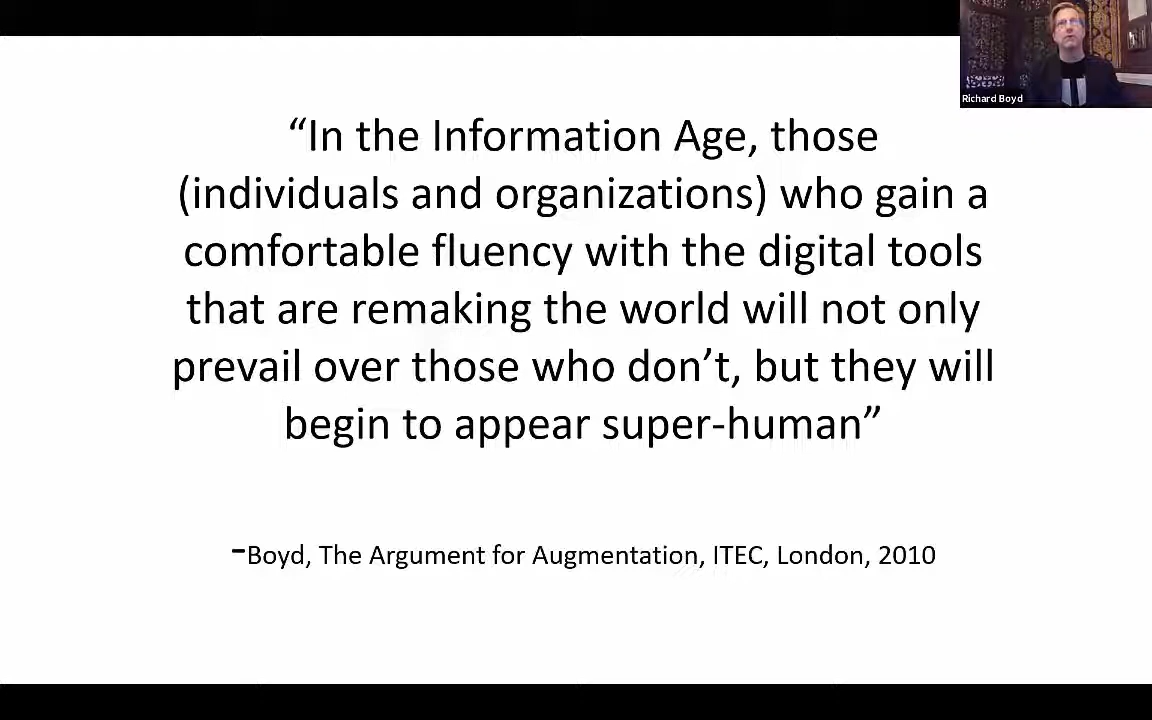 Richard Boyd
“In the Information Age, those
(individuals and organizations) who gain a
comfortable fluency with the digital tools
that are remaking the world will not only
prevail over those who don’t, but they will
begin to appear super-human”
-Boyd, The Argument for Augmentation, ITEC, London, 2010